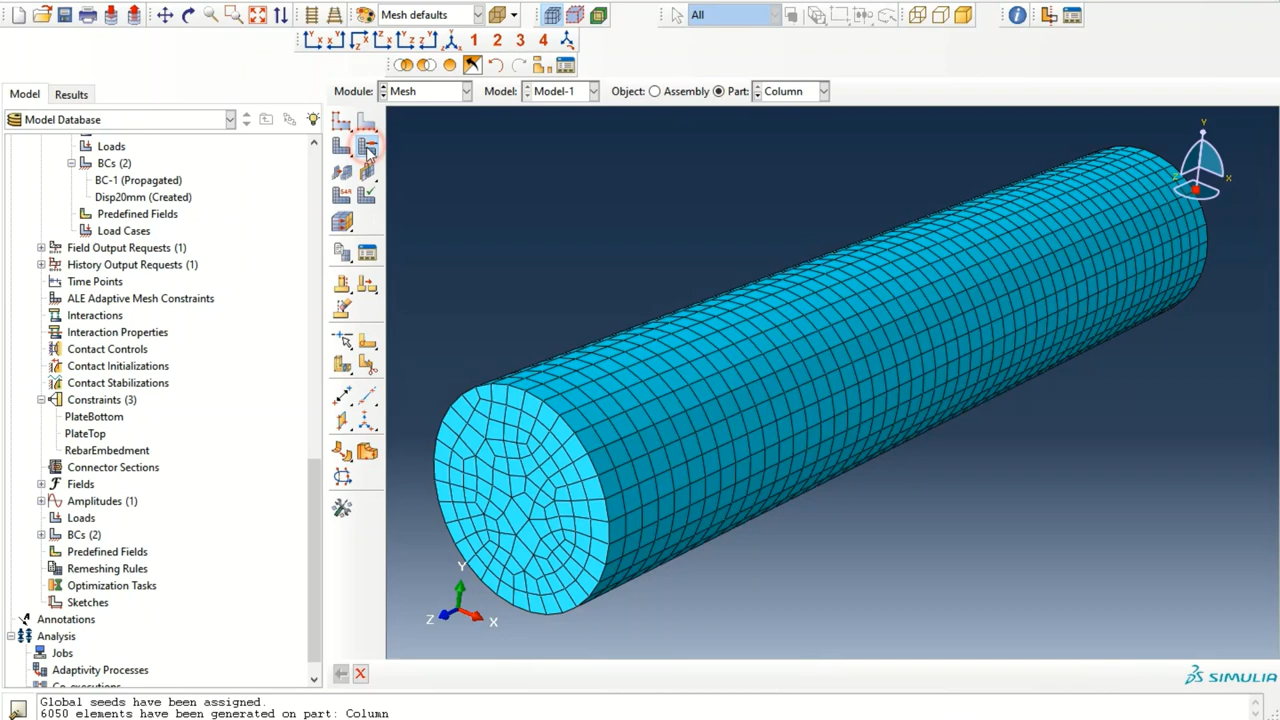 Mesh defaults
All
1 2 3 4
Model Results
Module: Mesh Model: Model-1 Object: Assembly Part: Column
Model Database
Loads
BCs (2)
BC-1 (Propagated)
Disp20mm (Created)
Predefined Fields
Load Cases
Field Output Requests (1)
History Output Requests (1)
Time Points
ALE Adaptive Mesh Constraints
Interactions
Interaction Properties
Contact Controls
Contact Initializations
Contact Stabilizations
Constraints (3)
PlateBottom
PlateTop
RebarEmbedment
Connector Sections
Fields
Amplitudes (1)
Loads
BCs (2)
Predefined Fields
Remeshing Rules
Optimization Tasks
Sketches
Annotations
Analysis
Jobs
Adaptivity Processes
Y
X
Z
Y
Z
X
SIMULIA
Global seeds have been assigned.
6050 elements have been generated on part: Column